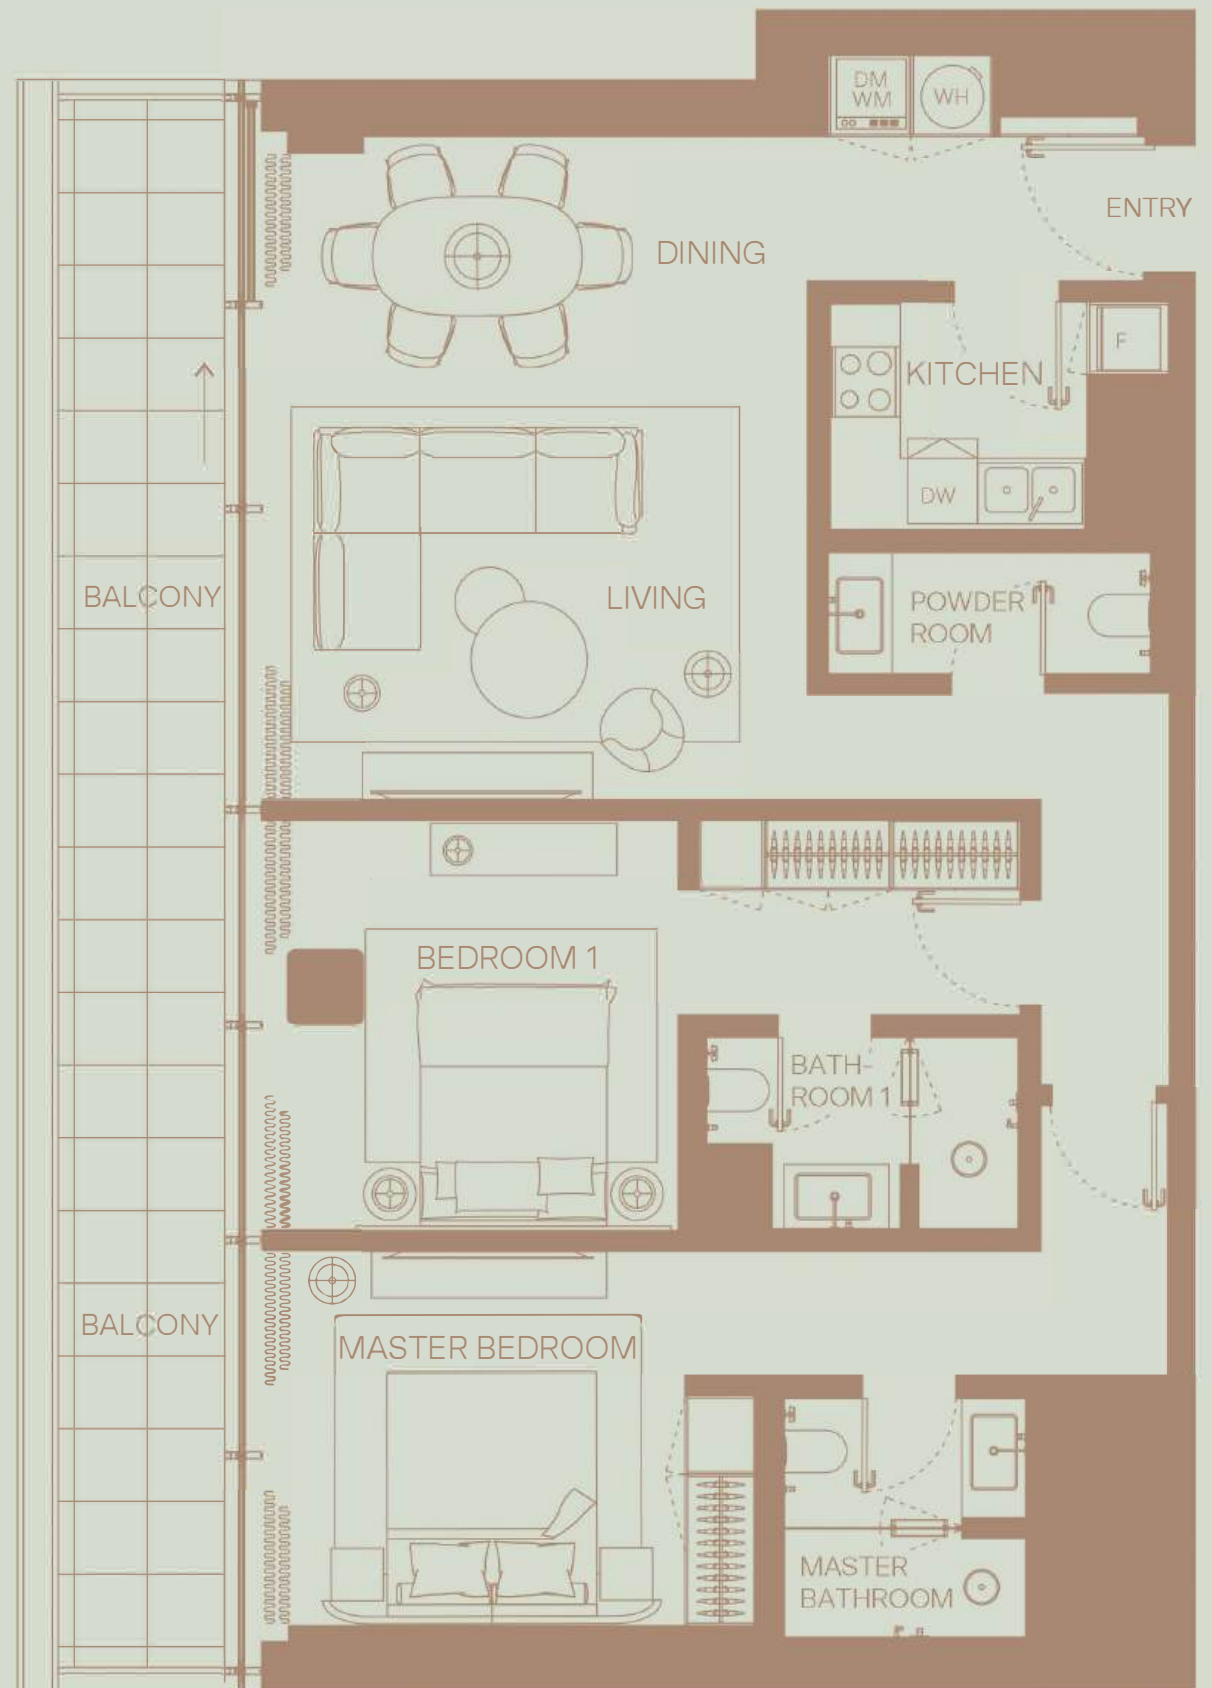 DM
WM
WH
ENTRY
DINING
F
KITCHEN
DW
BALCONY
LIVING
POWDER
ROOM
BEDROOM 1
BATH-
ROOM 1
BALCONY
MASTER BEDROOM
MASTER
BATHROOM